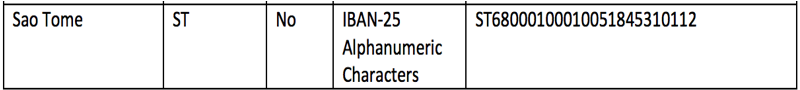 Sao Tome ST No IBAN-25 ST68000100010051845310112
Alphanumeric
Characters